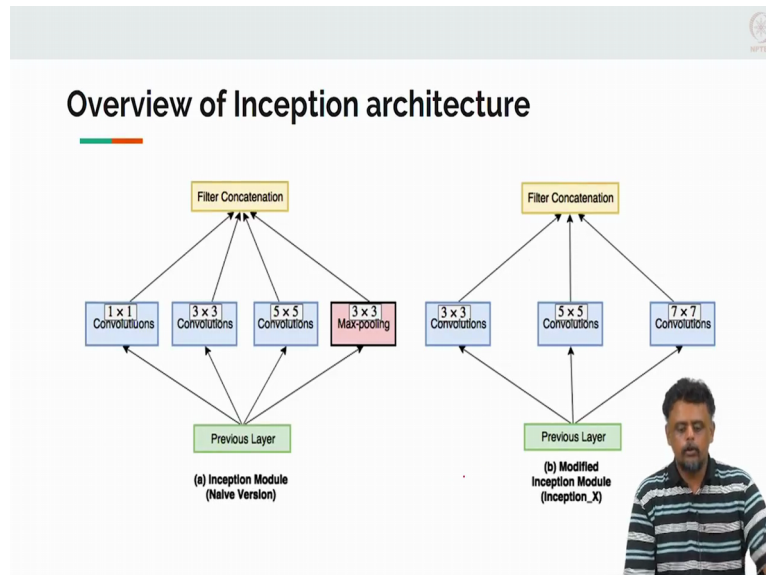 Overview of Inception architecture
Filter Concatenation
1 × 1
Convolutiuons
3 × 3
Convolutions
5 × 5
Convolutions
3 × 3
Max-pooling
Previous Layer
(a) Inception Module
(Naive Version)
Filter Concatenation
3 × 3
Convolutions
5 × 5
Convolutions
7 × 7
Convolutions
Previous Layer
(b) Modified
Inception Module
(Inception_X)